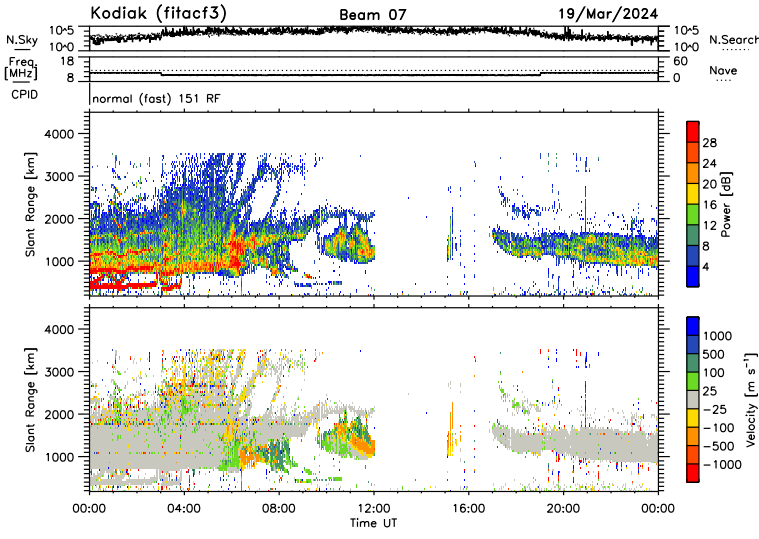 Kodiak (fitacf3) Beam 07 19/Mar/2024
N.Sky 10^5 10^0 10^5 10^0 N.Search
Freq. [MHz] 18 8 60 0 Nave
CPID normal (fast) 151 RF
Slant Range [km] 4000 3000 2000 1000
Power [dB] 28 24 20 16 12 8 4
Slant Range [km] 4000 3000 2000 1000
Velocity [m s⁻¹] 1000 500 100 25 −25 −100 −500 −1000
00:00 04:00 08:00 12:00 16:00 20:00 00:00
Time UT